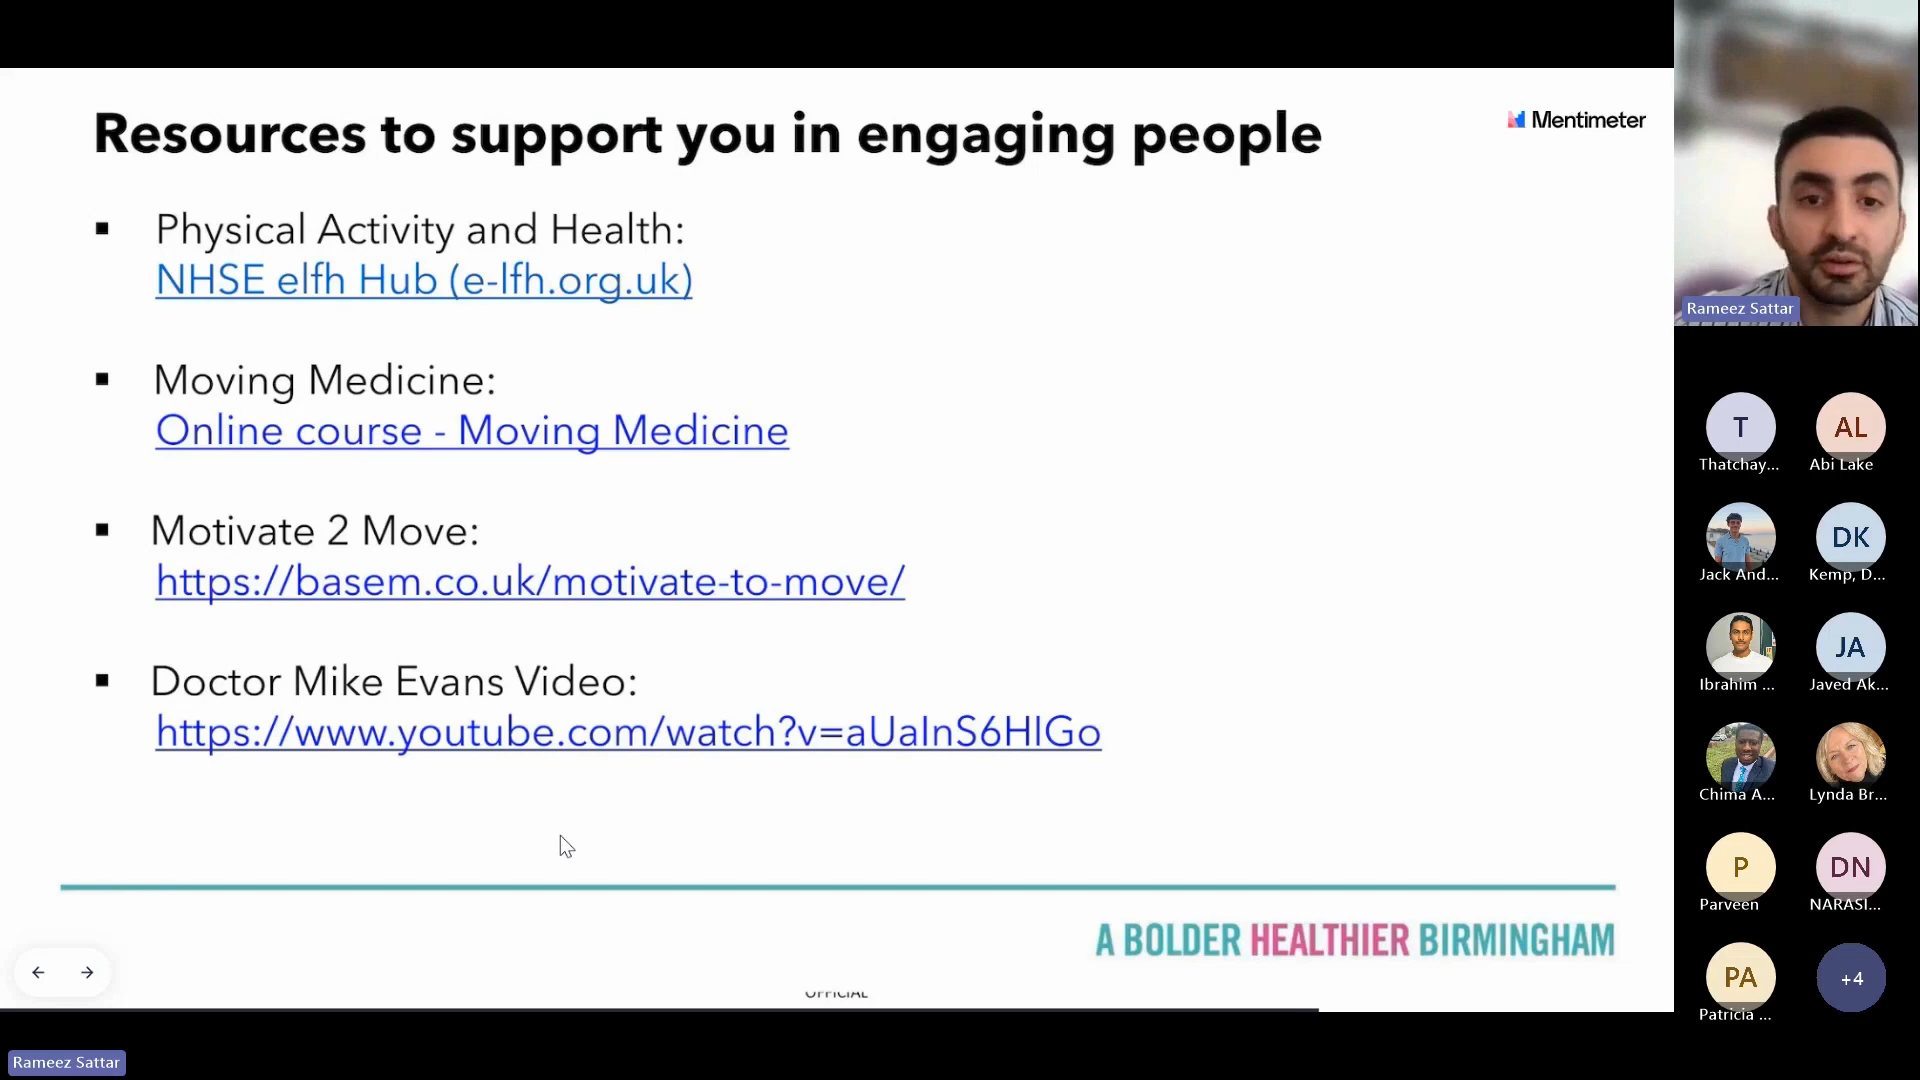 Resources to support you in engaging people
Mentimeter
Physical Activity and Health:
NHSE elfh Hub (e-lfh.org.uk)
Moving Medicine:
Online course - Moving Medicine
Motivate 2 Move:
https://basem.co.uk/motivate-to-move/
Doctor Mike Evans Video:
https://www.youtube.com/watch?v=aUaInS6HIGo
A BOLDER HEALTHIER BIRMINGHAM
OFFICIAL
Rameez Sattar
Rameez Sattar
T
Thatchay...
AL
Abi Lake
Jack And...
DK
Kemp, D...
Ibrahim ...
JA
Javed Ak...
Chima A...
Lynda Br...
P
Parveen
DN
NARASI...
PA
Patricia ...
+4